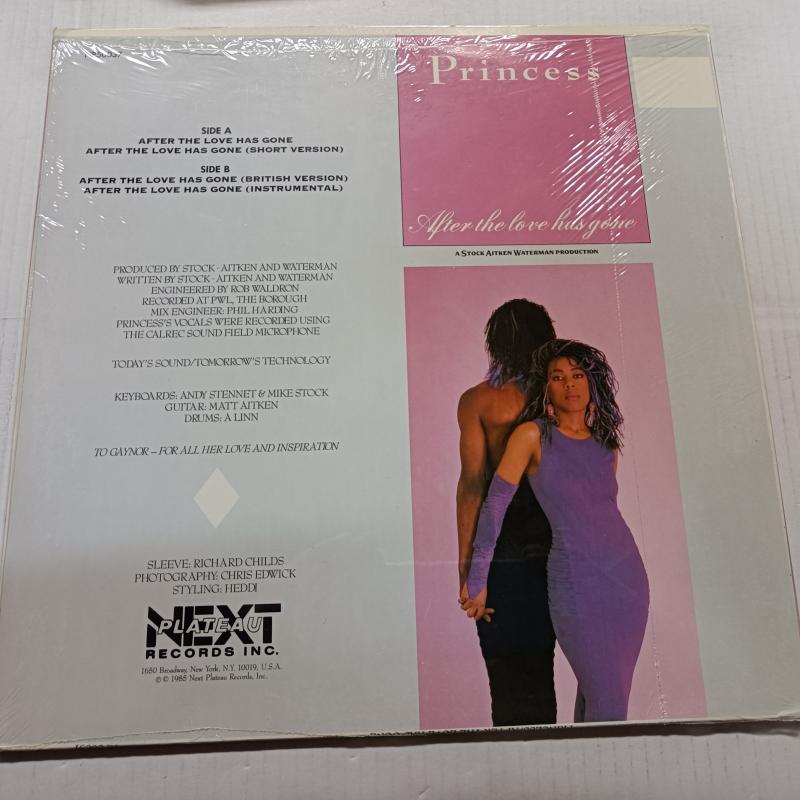 SIDE A
AFTER THE LOVE HAS GONE
AFTER THE LOVE HAS GONE (SHORT VERSION)
SIDE B
AFTER THE LOVE HAS GONE (BRITISH VERSION)
AFTER THE LOVE HAS GONE (INSTRUMENTAL)
PRODUCED BY STOCK · AITKEN AND WATERMAN
WRITTEN BY STOCK · AITKEN AND WATERMAN
ENGINEERED BY ROB WALDRON
RECORDED AT PWL, THE BOROUGH
MIX ENGINEER: PHIL HARDING
PRINCESS'S VOCALS WERE RECORDED USING
THE CALREC SOUND FIELD MICROPHONE
TODAY'S SOUND/TOMORROW'S TECHNOLOGY
KEYBOARDS: ANDY STENNET & MIKE STOCK
GUITAR: MATT AITKEN
DRUMS: A LINN
TO GAYNOR – FOR ALL HER LOVE AND INSPIRATION
SLEEVE: RICHARD CHILDS
PHOTOGRAPHY: CHRIS EDWICK
STYLING: HEDDI
NEXT
PLATEAU
RECORDS INC.
1650 Broadway, New York, N.Y. 10019, U.S.A.
℗ © 1985 Next Plateau Records, Inc.
Princess
After the love has gone
A STOCK AITKEN WATERMAN PRODUCTION